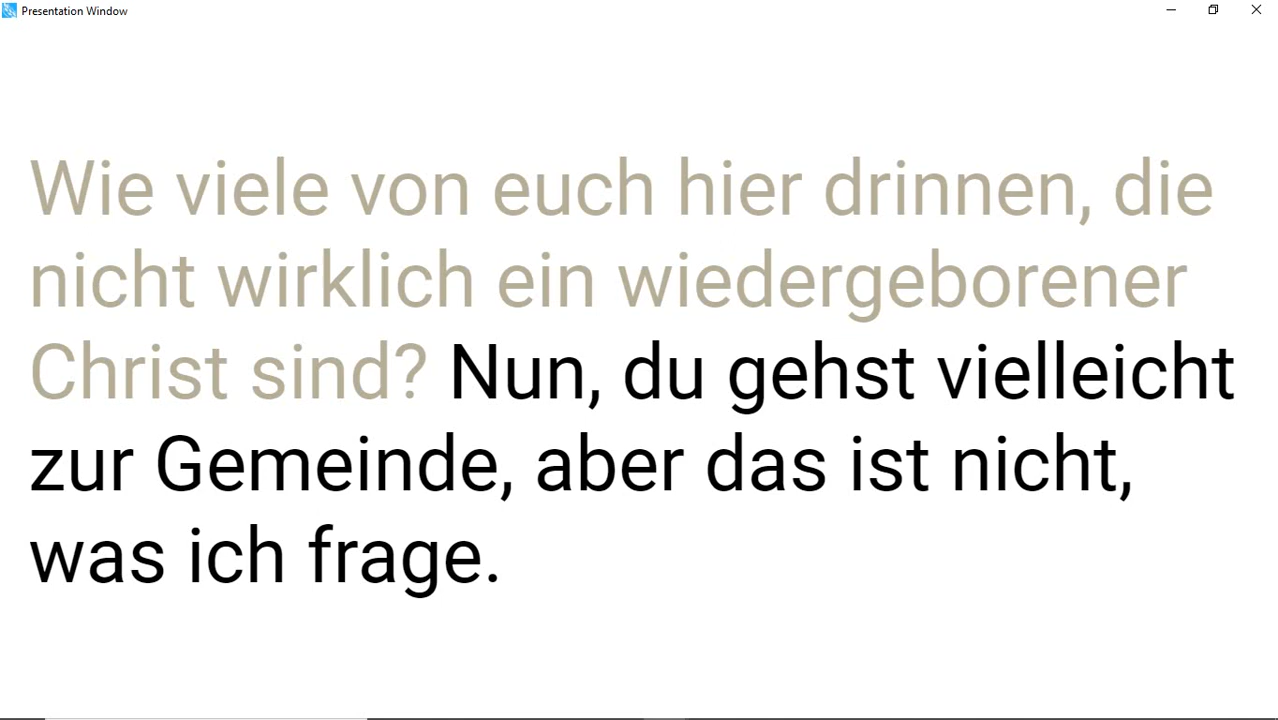 Presentation Window
Wie viele von euch hier drinnen, die
nicht wirklich ein wiedergeborener
Christ sind? Nun, du gehst vielleicht
zur Gemeinde, aber das ist nicht,
was ich frage.